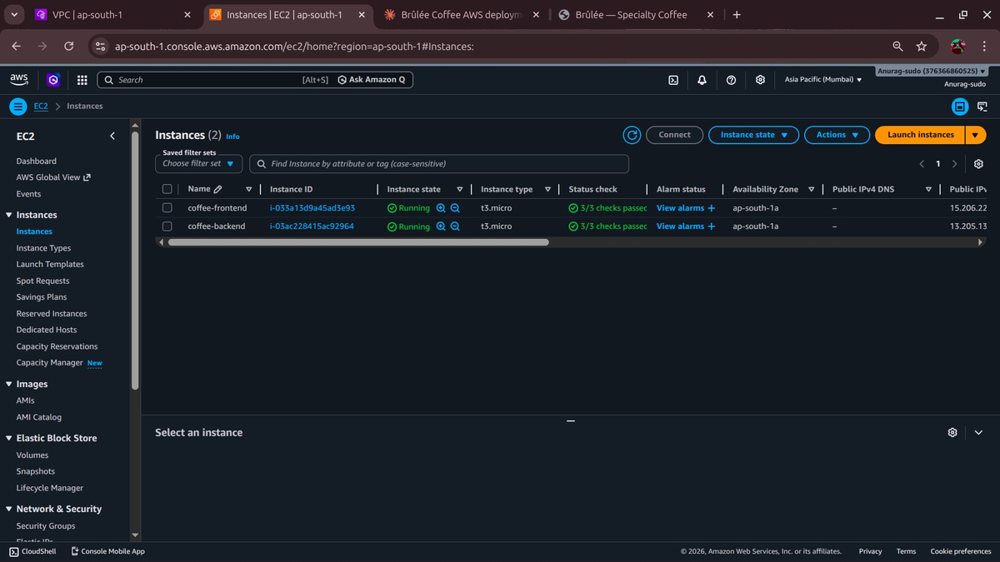 VPC | ap-south-1
Instances | EC2 | ap-south-1
Brûlée Coffee AWS deploym
Brûlée — Specialty Coffee
ap-south-1.console.aws.amazon.com/ec2/home?region=ap-south-1#Instances:
aws
Search
[Alt+S]
Ask Amazon Q
Asia Pacific (Mumbai)
Anurag-sudo (376366860525)
Anurag-sudo
EC2
Instances
EC2
Dashboard
AWS Global View
Events
Instances
Instances
Instance Types
Launch Templates
Spot Requests
Savings Plans
Reserved Instances
Dedicated Hosts
Capacity Reservations
Capacity Manager New
Images
AMIs
AMI Catalog
Elastic Block Store
Volumes
Snapshots
Lifecycle Manager
Network & Security
Security Groups
Elastic IPs
Instances (2) Info
Connect
Instance state
Actions
Launch instances
Saved filter sets
Choose filter set
Find Instance by attribute or tag (case-sensitive)
1
Name Instance ID Instance state Instance type Status check Alarm status Availability Zone Public IPv4 DNS Public IPv
coffee-frontend i-033a13d9a45ad3e93 Running t3.micro 3/3 checks passed View alarms + ap-south-1a – 15.206.22
coffee-backend i-03ac228415ac92964 Running t3.micro 3/3 checks passed View alarms + ap-south-1a – 13.205.13
Select an instance
CloudShell
Console Mobile App
© 2026, Amazon Web Services, Inc. or its affiliates.
Privacy
Terms
Cookie preferences